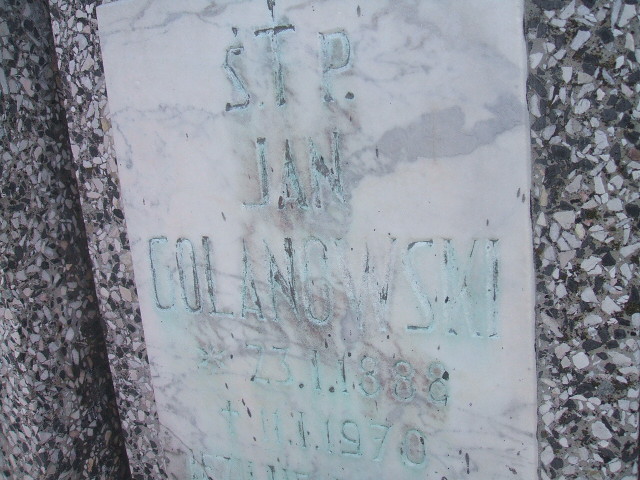 Ś.†P.
JAN
GOLANOWSKI
* 23.1.1888
† 11.1.1970